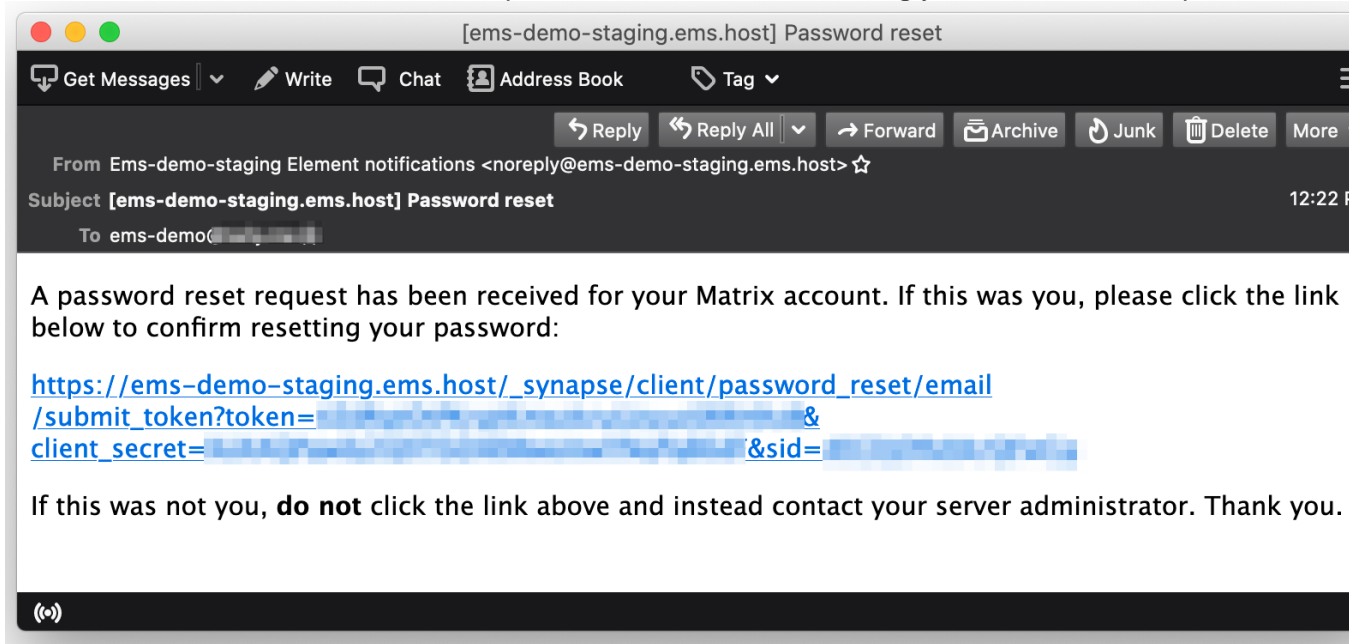 [ems-demo-staging.ems.host] Password reset
Get Messages Write Chat Address Book Tag
Reply Reply All Forward Archive Junk Delete More
From Ems-demo-staging Element notifications <noreply@ems-demo-staging.ems.host>
Subject [ems-demo-staging.ems.host] Password reset 12:22
To ems-demo@
A password reset request has been received for your Matrix account. If this was you, please click the link
below to confirm resetting your password:
https://ems-demo-staging.ems.host/_synapse/client/password_reset/email
/submit_token?token= &
client_secret= &sid=
If this was not you, do not click the link above and instead contact your server administrator. Thank you.